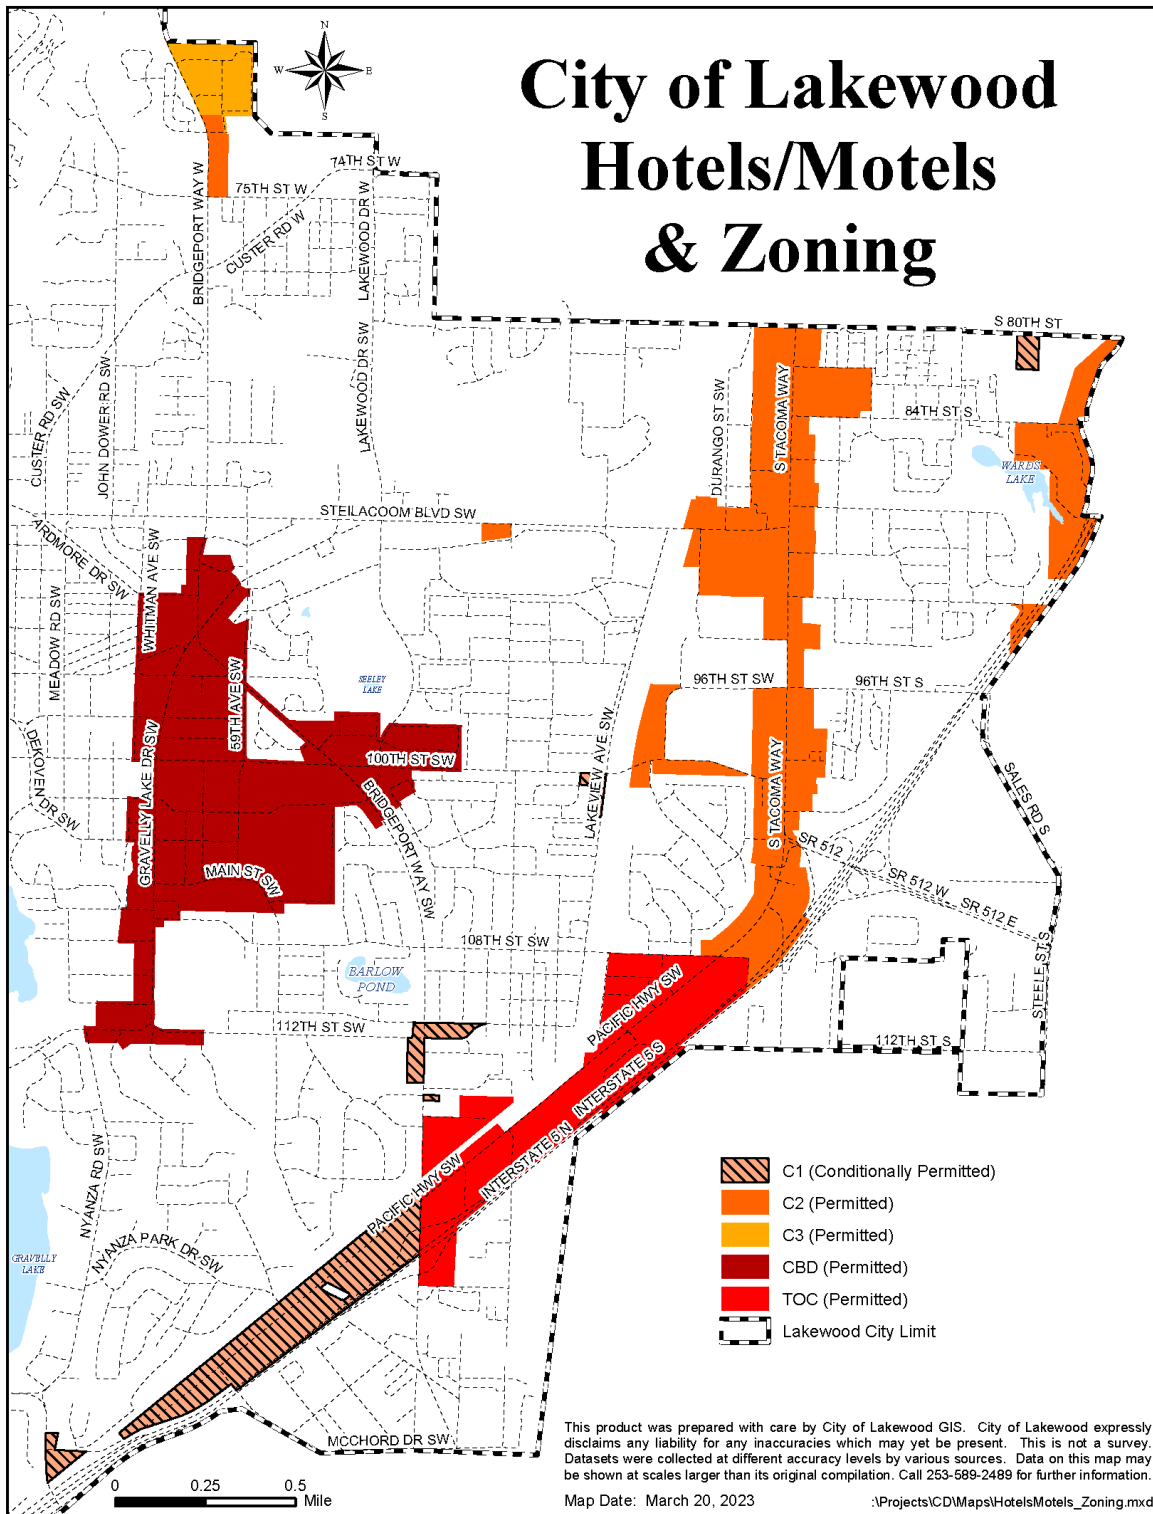 City of Lakewood
Hotels/Motels
& Zoning
N
W
E
S
74TH ST W
75TH ST W
BRIDGEPORT WAY W
CUSTER RD W
LAKEWOOD DR W
LAKEWOOD DR SW
S 80TH ST
CUSTER RD SW
JOHN DOWER RD SW
DURANGO ST SW
S TACOMA WAY
84TH ST S
WARDS
LAKE
STEILACOOM BLVD SW
ARDMORE DR SW
WHITMAN AVE SW
MEADOW RD SW
SEELEY
LAKE
59TH AVE SW
96TH ST SW
96TH ST S
DEKOVEN DR SW
GRAVELLY LAKE DR SW
100TH ST SW
BRIDGEPORT WAY SW
LAKEVIEW AVE SW
S TACOMA WAY
SALES RD S
SR 512
SR 512 W
SR 512 E
MAIN ST SW
108TH ST SW
BARLOW
POND
PACIFIC HWY SW
STEELE ST S
112TH ST SW
112TH ST S
INTERSTATE 5 S
INTERSTATE 5 N
PACIFIC HWY SW
NYANZA RD SW
NYANZA PARK DR SW
GRAVELLY
LAKE
MCCHORD DR SW
C1 (Conditionally Permitted)
C2 (Permitted)
C3 (Permitted)
CBD (Permitted)
TOC (Permitted)
Lakewood City Limit
This product was prepared with care by City of Lakewood GIS. City of Lakewood expressly
disclaims any liability for any inaccuracies which may yet be present. This is not a survey.
Datasets were collected at different accuracy levels by various sources. Data on this map may
be shown at scales larger than its original compilation. Call 253-589-2489 for further information.
0 0.25 0.5
Mile
Map Date: March 20, 2023
:\Projects\CD\Maps\HotelsMotels_Zoning.mxd